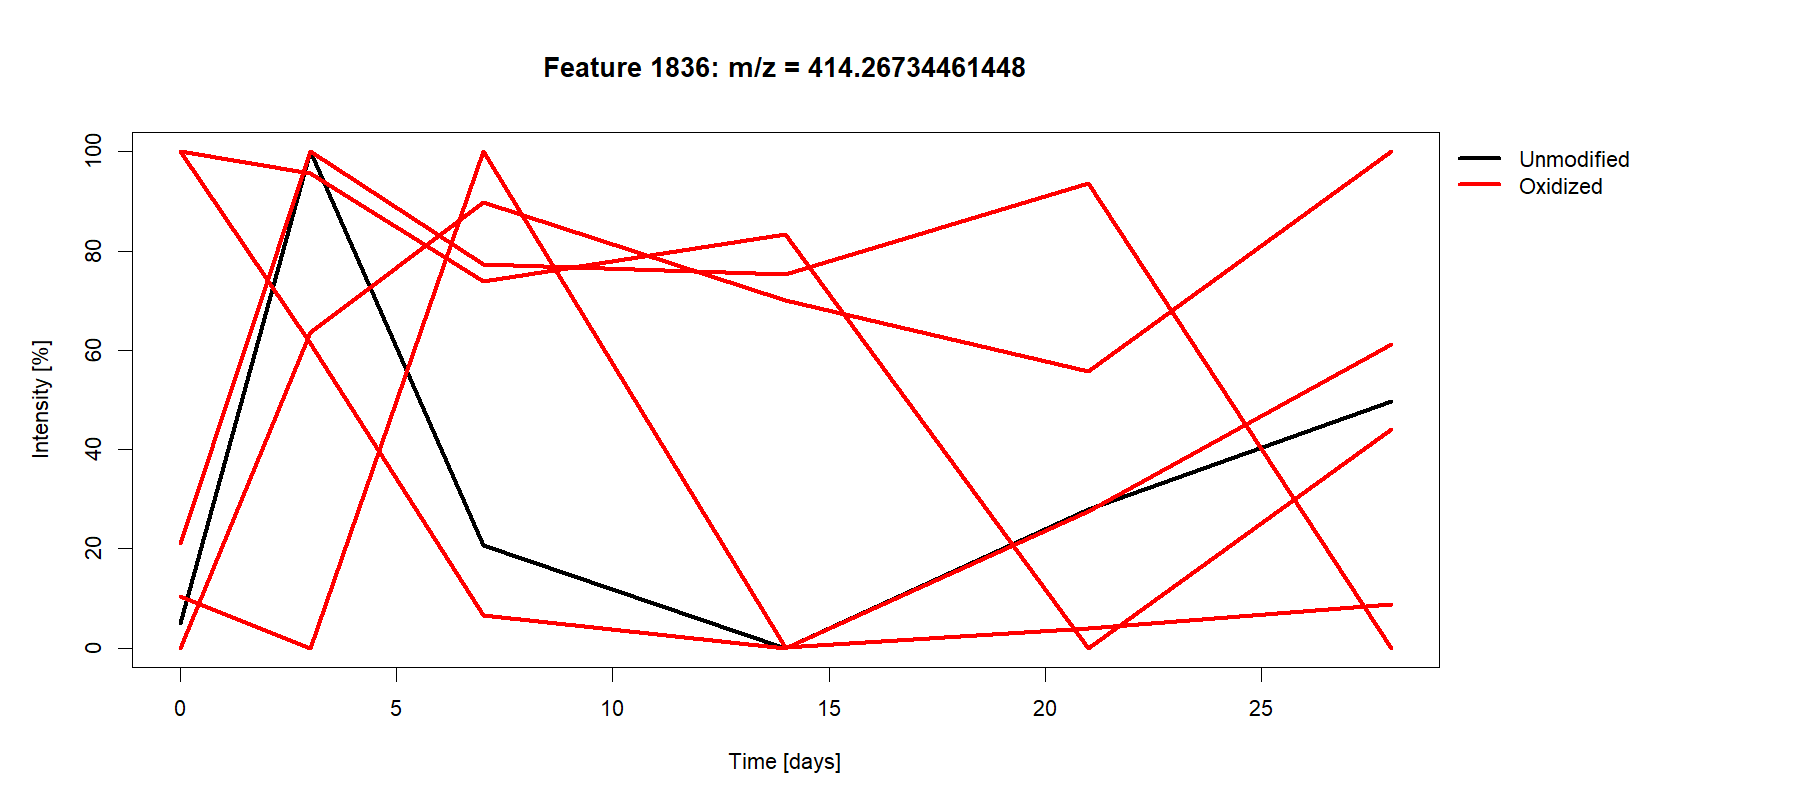 Feature 1836: m/z = 414.26734461448
Unmodified
Oxidized
Intensity [%]
100
80
60
40
20
0
0 5 10 15 20 25
Time [days]